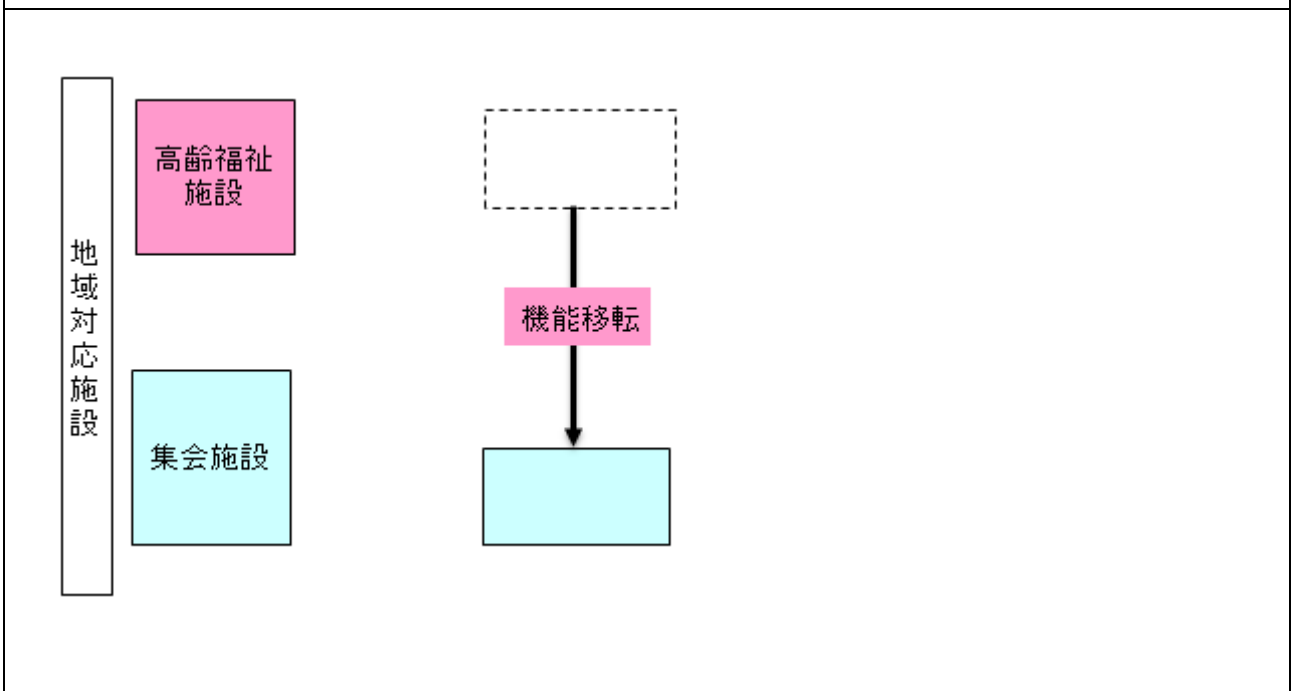 地域対応施設
高齢福祉
施設
機能移転
集会施設